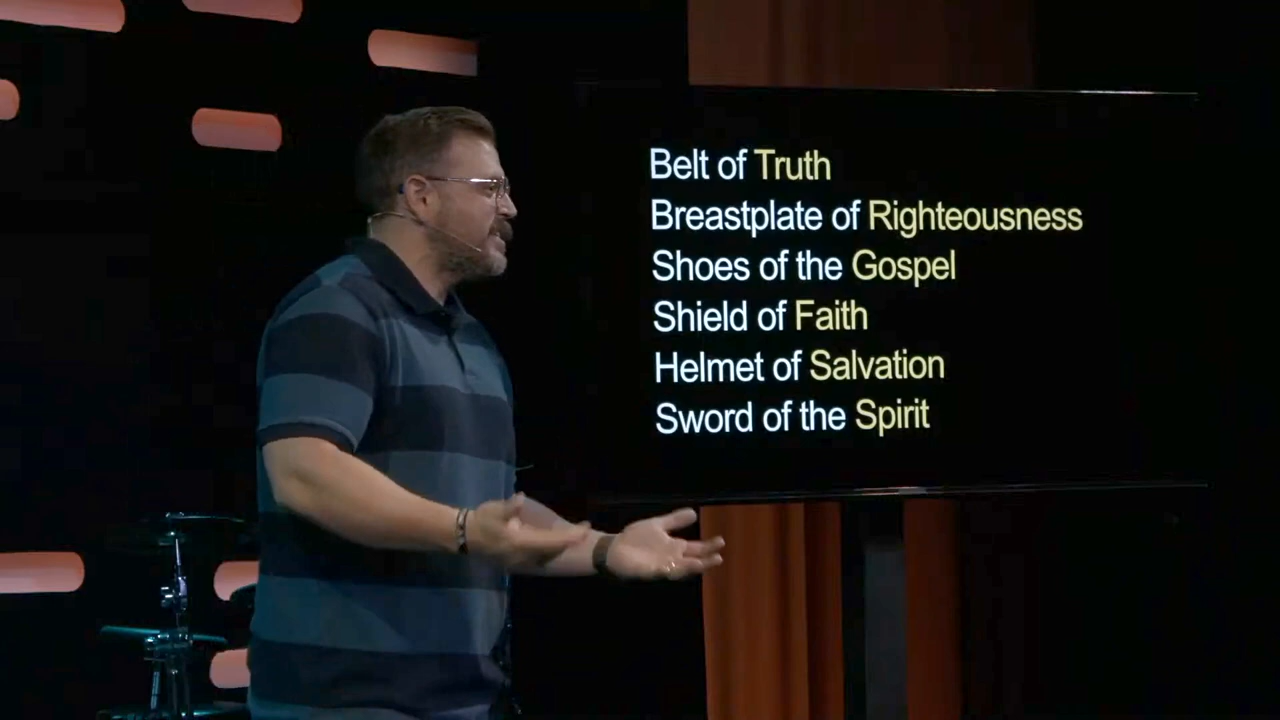 Belt of Truth
Breastplate of Righteousness
Shoes of the Gospel
Shield of Faith
Helmet of Salvation
Sword of the Spirit